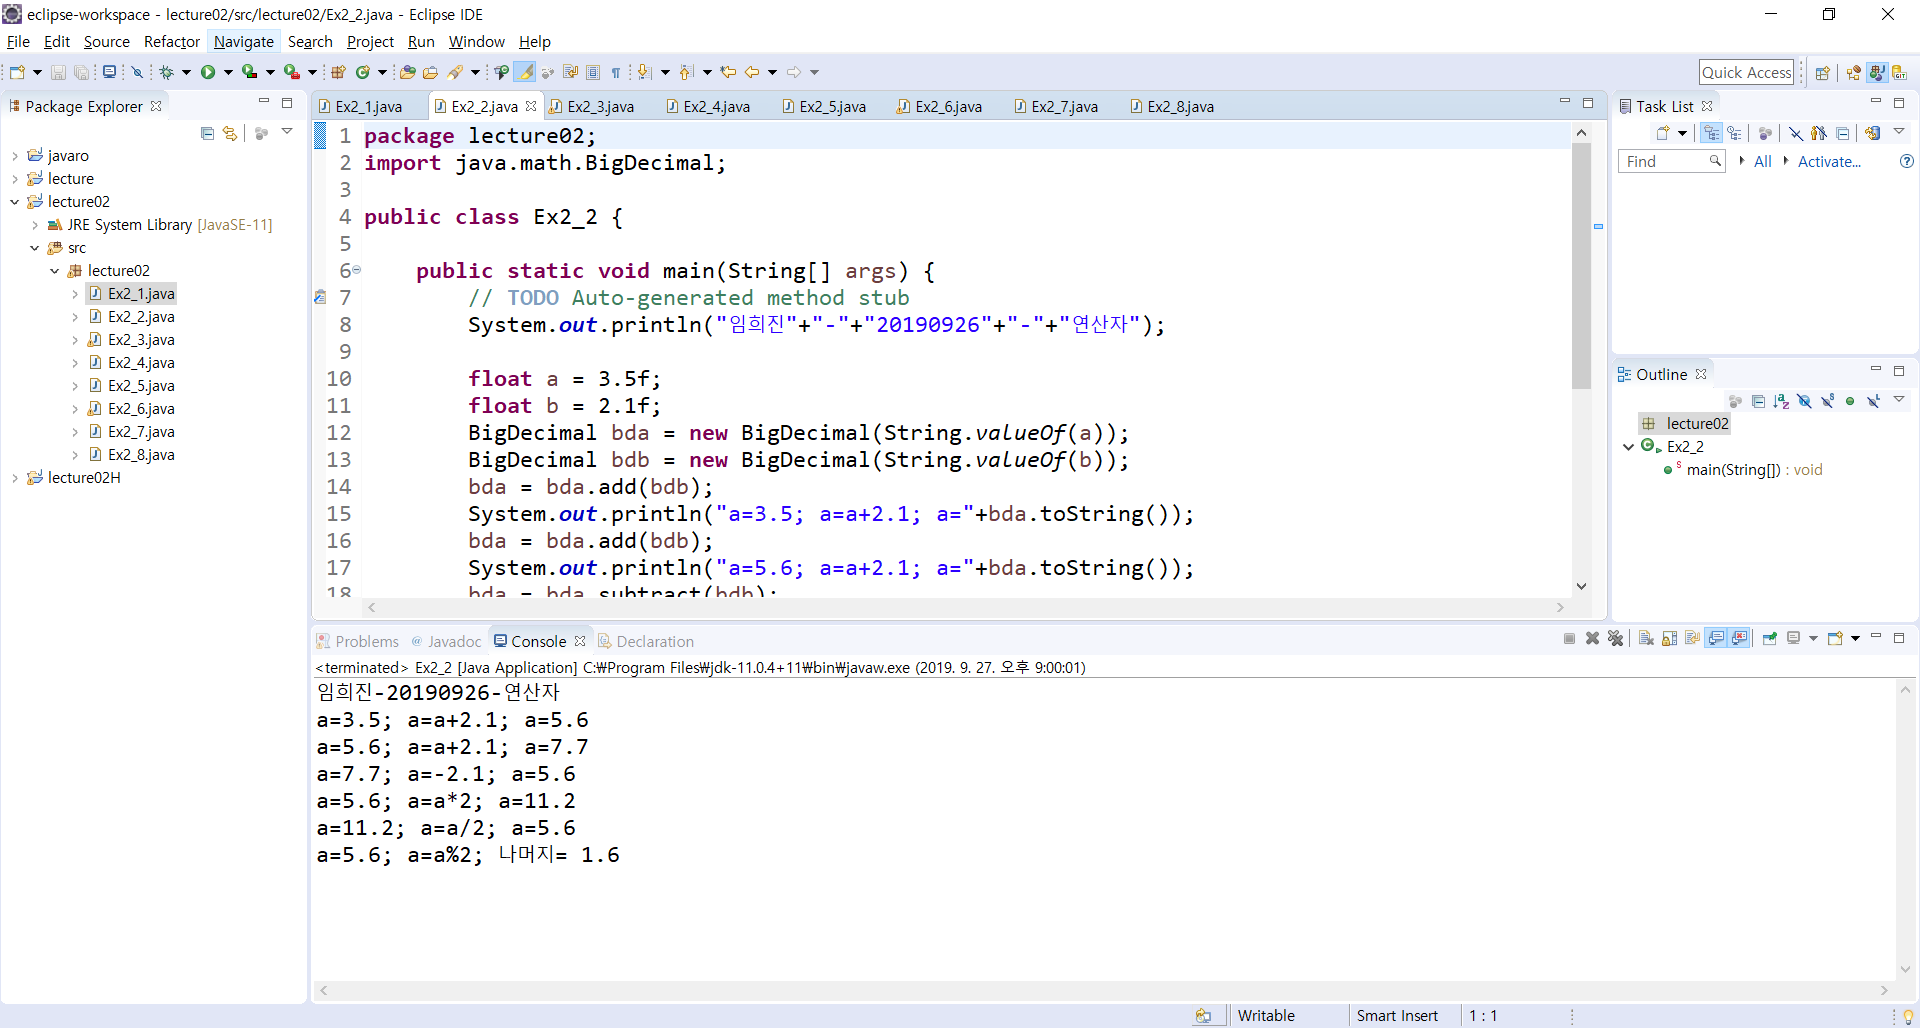 eclipse-workspace - lecture02/src/lecture02/Ex2_2.java - Eclipse IDE
File Edit Source Refactor Navigate Search Project Run Window Help
Quick Access
Package Explorer
javaro
lecture
lecture02
JRE System Library [JavaSE-11]
src
lecture02
Ex2_1.java
Ex2_2.java
Ex2_3.java
Ex2_4.java
Ex2_5.java
Ex2_6.java
Ex2_7.java
Ex2_8.java
lecture02H
Ex2_1.java Ex2_2.java Ex2_3.java Ex2_4.java Ex2_5.java Ex2_6.java Ex2_7.java Ex2_8.java
1 package lecture02;
2 import java.math.BigDecimal;
3
4 public class Ex2_2 {
5
6 public static void main(String[] args) {
7 // TODO Auto-generated method stub
8 System.out.println("임희진"+"-"+"20190926"+"-"+"연산자");
9
10 float a = 3.5f;
11 float b = 2.1f;
12 BigDecimal bda = new BigDecimal(String.valueOf(a));
13 BigDecimal bdb = new BigDecimal(String.valueOf(b));
14 bda = bda.add(bdb);
15 System.out.println("a=3.5; a=a+2.1; a="+bda.toString());
16 bda = bda.add(bdb);
17 System.out.println("a=5.6; a=a+2.1; a="+bda.toString());
18 bda = bda.subtract(bdb);
Task List
Find All Activate...
Outline
lecture02
Ex2_2
main(String[]) : void
Problems @ Javadoc Console Declaration
<terminated> Ex2_2 [Java Application] C:₩Program Files₩jdk-11.0.4+11₩bin₩javaw.exe (2019. 9. 27. 오후 9:00:01)
임희진-20190926-연산자
a=3.5; a=a+2.1; a=5.6
a=5.6; a=a+2.1; a=7.7
a=7.7; a=-2.1; a=5.6
a=5.6; a=a*2; a=11.2
a=11.2; a=a/2; a=5.6
a=5.6; a=a%2; 나머지= 1.6
Writable Smart Insert 1 : 1